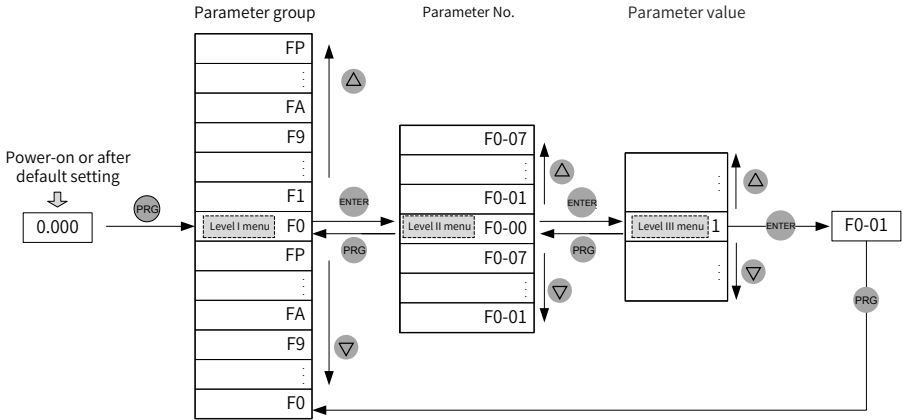 Parameter group
Parameter No.
Parameter value
Power-on or after
default setting
0.000
PRG
FP
⋮
FA
F9
⋮
F1
Level I menu F0
FP
⋮
FA
F9
⋮
F0
△
▽
ENTER
PRG
F0-07
⋮
F0-01
Level II menu F0-00
F0-07
⋮
F0-01
△
▽
ENTER
PRG
⋮
Level III menu 1
⋮
△
▽
ENTER
F0-01
PRG